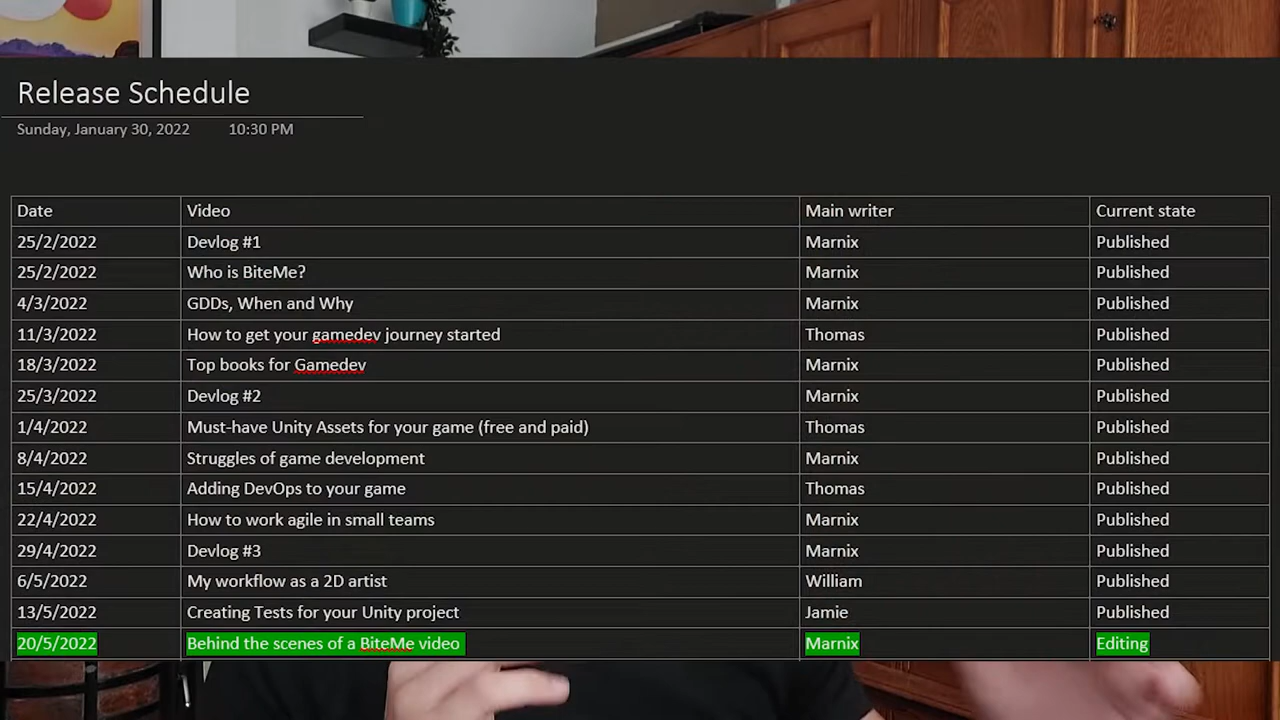 Release Schedule
Sunday, January 30, 2022 10:30 PM
Date Video Main writer Current state
25/2/2022 Devlog #1 Marnix Published
25/2/2022 Who is BiteMe? Marnix Published
4/3/2022 GDDs, When and Why Marnix Published
11/3/2022 How to get your gamedev journey started Thomas Published
18/3/2022 Top books for Gamedev Marnix Published
25/3/2022 Devlog #2 Marnix Published
1/4/2022 Must-have Unity Assets for your game (free and paid) Thomas Published
8/4/2022 Struggles of game development Marnix Published
15/4/2022 Adding DevOps to your game Thomas Published
22/4/2022 How to work agile in small teams Marnix Published
29/4/2022 Devlog #3 Marnix Published
6/5/2022 My workflow as a 2D artist William Published
13/5/2022 Creating Tests for your Unity project Jamie Published
20/5/2022 Behind the scenes of a BiteMe video Marnix Editing